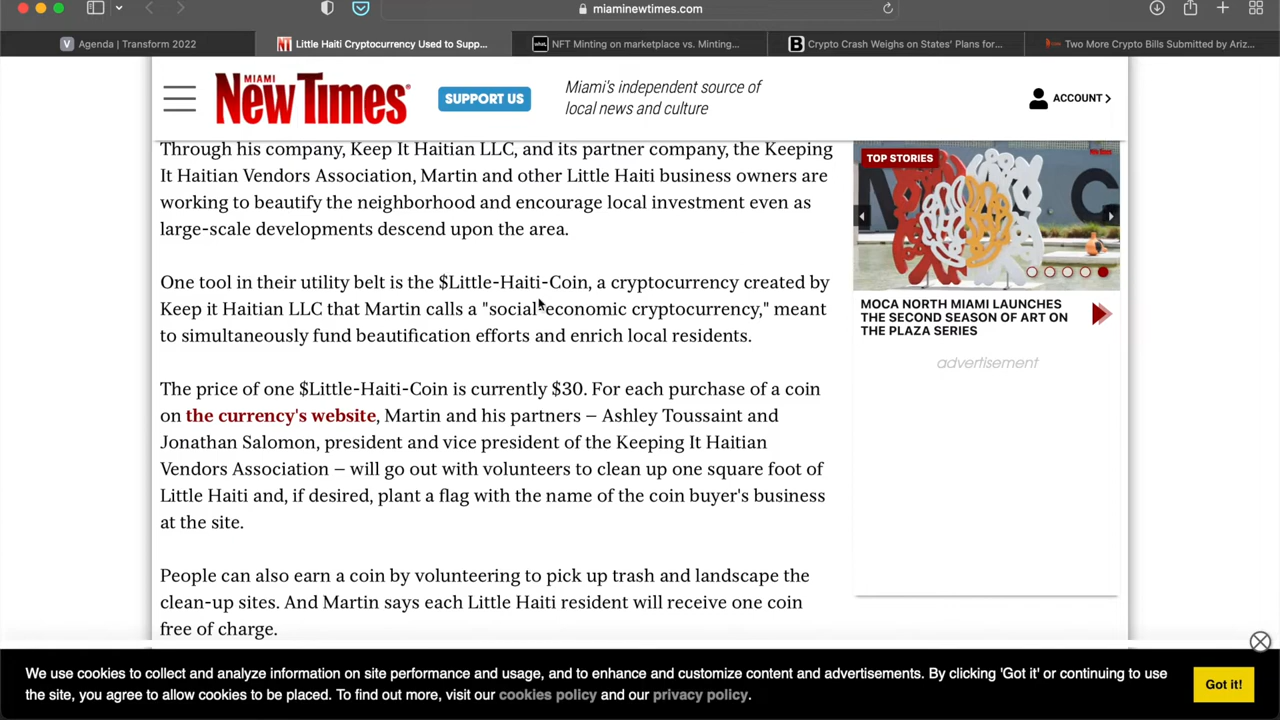 miaminewtimes.com
Agenda | Transform 2022
Little Haiti Cryptocurrency Used to Supp...
NFT Minting on marketplace vs. Minting...
Crypto Crash Weighs on States' Plans for...
Two More Crypto Bills Submitted by Ariz...
MIAMI
New Times
SUPPORT US
Miami's independent source of
local news and culture
ACCOUNT
Through his company, Keep It Haitian LLC, and its partner company, the Keeping
It Haitian Vendors Association, Martin and other Little Haiti business owners are
working to beautify the neighborhood and encourage local investment even as
large-scale developments descend upon the area.
One tool in their utility belt is the $Little-Haiti-Coin, a cryptocurrency created by
Keep it Haitian LLC that Martin calls a "social-economic cryptocurrency," meant
to simultaneously fund beautification efforts and enrich local residents.
The price of one $Little-Haiti-Coin is currently $30. For each purchase of a coin
on the currency's website, Martin and his partners – Ashley Toussaint and
Jonathan Salomon, president and vice president of the Keeping It Haitian
Vendors Association – will go out with volunteers to clean up one square foot of
Little Haiti and, if desired, plant a flag with the name of the coin buyer's business
at the site.
People can also earn a coin by volunteering to pick up trash and landscape the
clean-up sites. And Martin says each Little Haiti resident will receive one coin
free of charge.
TOP STORIES
MOCA NORTH MIAMI LAUNCHES
THE SECOND SEASON OF ART ON
THE PLAZA SERIES
advertisement
We use cookies to collect and analyze information on site performance and usage, and to enhance and customize content and advertisements. By clicking 'Got it' or continuing to use
the site, you agree to allow cookies to be placed. To find out more, visit our cookies policy and our privacy policy.
Got it!